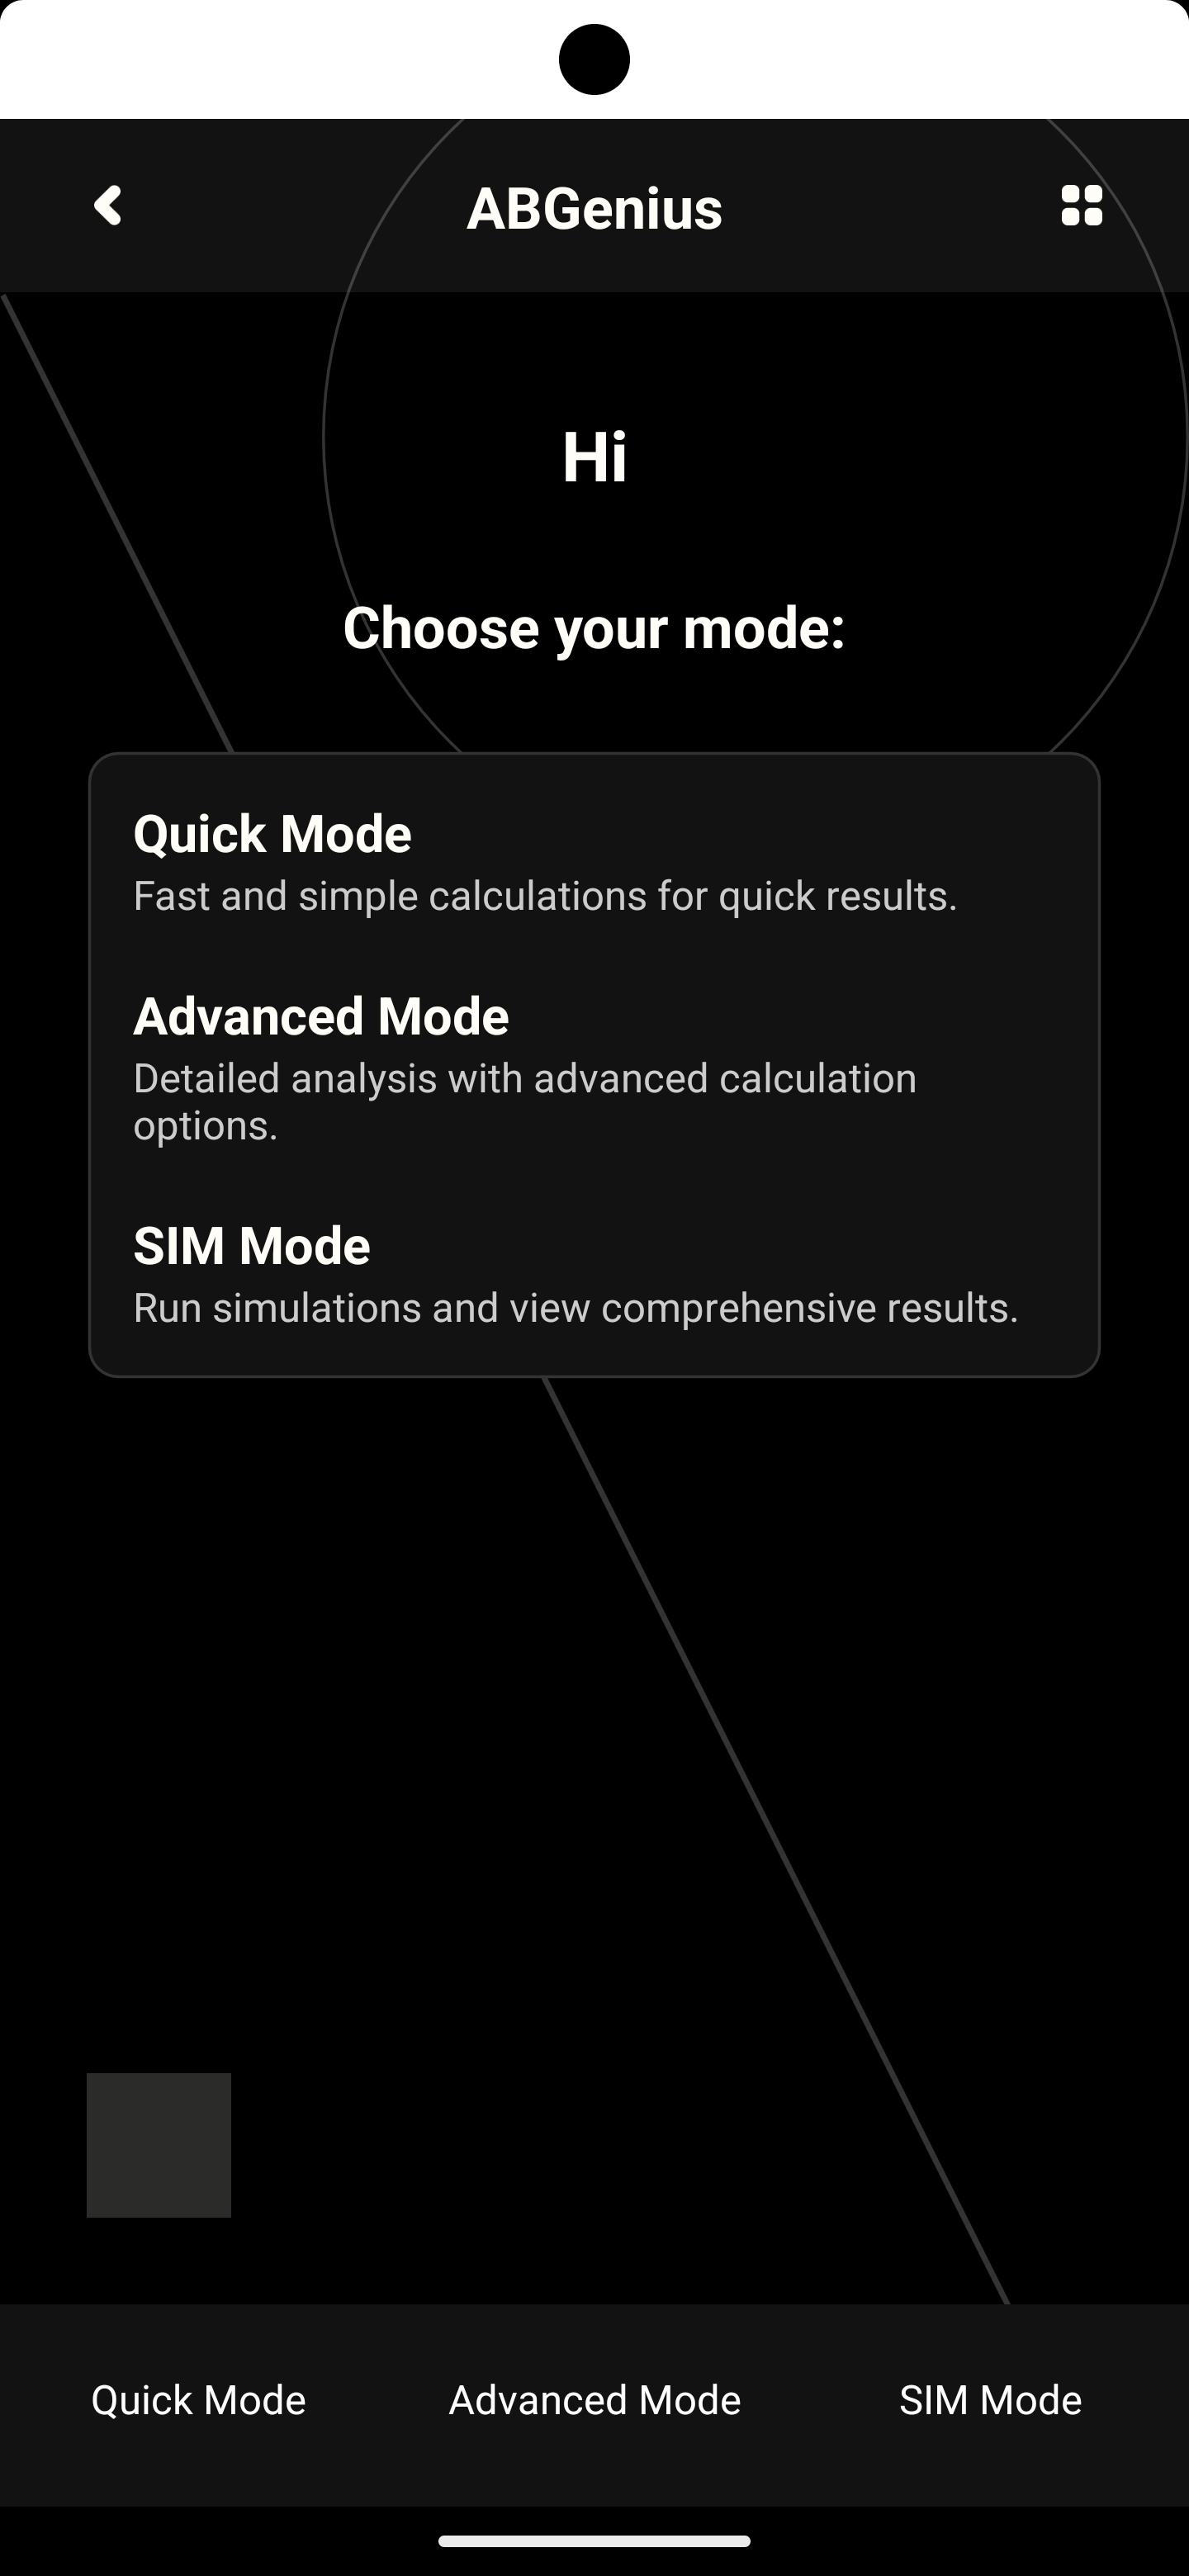 ABGenius
Hi
Choose your mode:
Quick Mode
Fast and simple calculations for quick results.
Advanced Mode
Detailed analysis with advanced calculation
options.
SIM Mode
Run simulations and view comprehensive results.
Quick Mode
Advanced Mode
SIM Mode